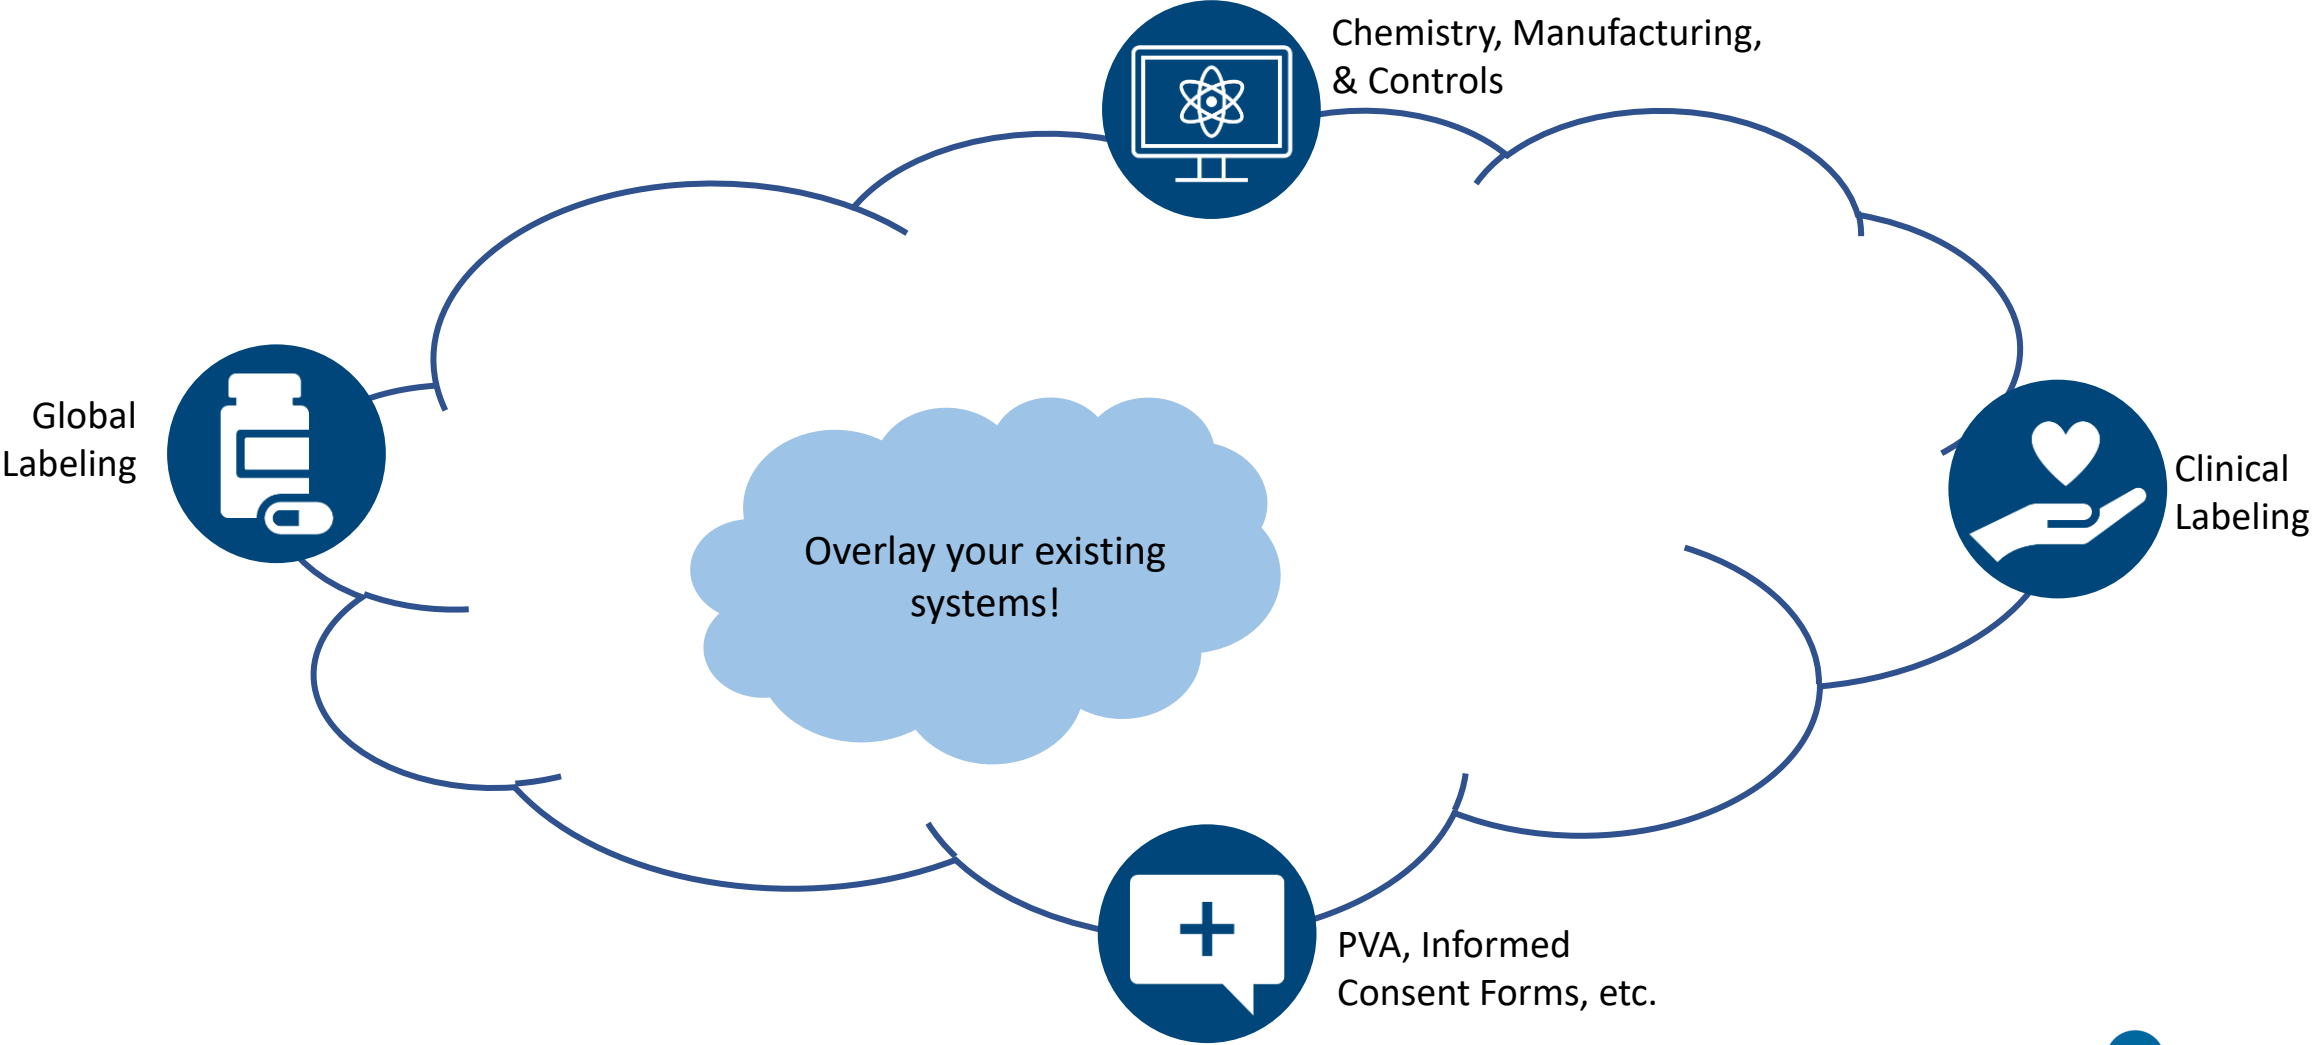 Chemistry, Manufacturing,
& Controls
Global
Labeling
Clinical
Labeling
Overlay your existing
systems!
PVA, Informed
Consent Forms, etc.